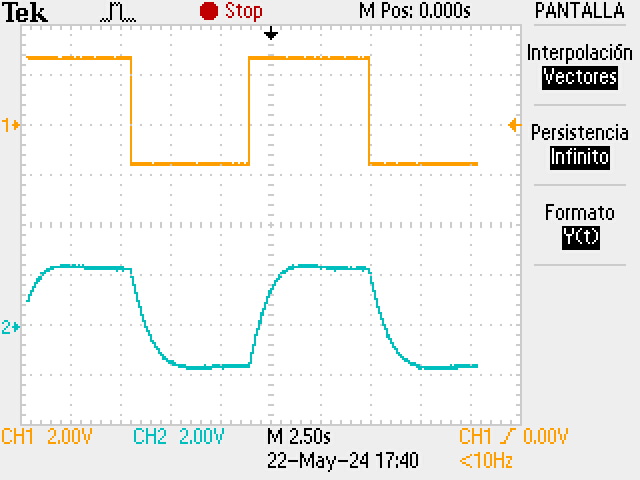 Tek Stop M Pos: 0.000s PANTALLA
Interpolación
Vectores
1
Persistencia
Infinito
Formato
Y(t)
2
CH1 2.00V CH2 2.00V M 2.50s CH1 0.00V
22-May-24 17:40 <10Hz